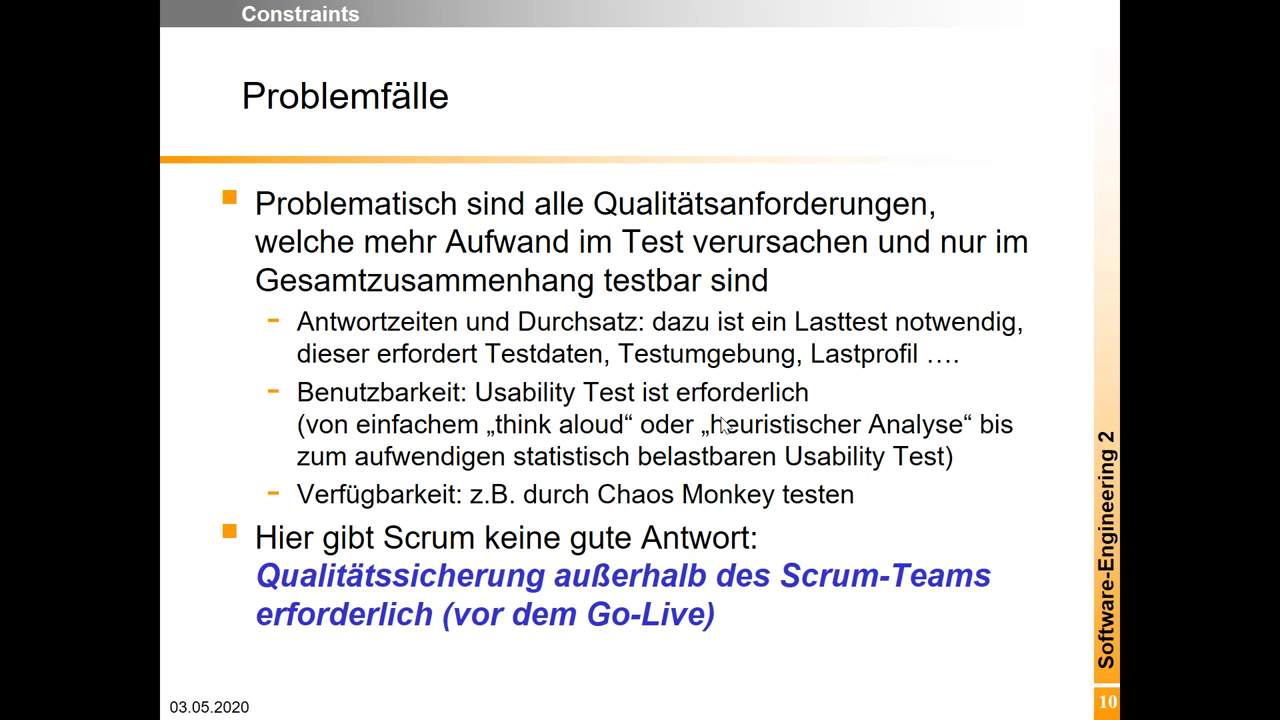 Constraints
Problemfälle
Problematisch sind alle Qualitätsanforderungen,
welche mehr Aufwand im Test verursachen und nur im
Gesamtzusammenhang testbar sind
Antwortzeiten und Durchsatz: dazu ist ein Lasttest notwendig,
dieser erfordert Testdaten, Testumgebung, Lastprofil ….
Benutzbarkeit: Usability Test ist erforderlich
(von einfachem „think aloud“ oder „heuristischer Analyse“ bis
zum aufwendigen statistisch belastbaren Usability Test)
Verfügbarkeit: z.B. durch Chaos Monkey testen
Hier gibt Scrum keine gute Antwort:
Qualitätssicherung außerhalb des Scrum-Teams
erforderlich (vor dem Go-Live)
Software-Engineering 2
10
03.05.2020